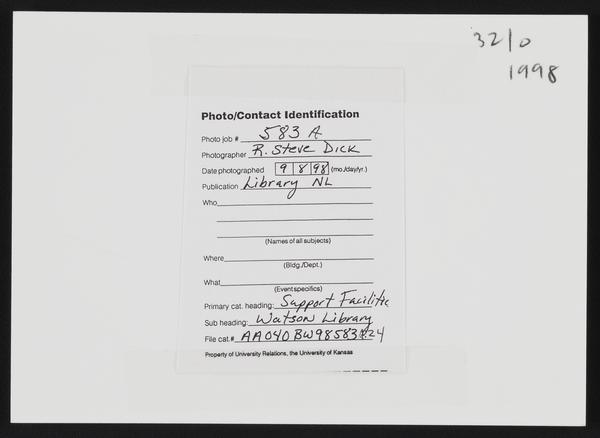 32/0
1998
Photo/Contact Identification
Photo job # 583 A
Photographer R. Steve Dick
Date photographed 9 8 98 (mo./day/yr.)
Publication Library NL
Who
(Names of all subjects)
Where
(Bldg./Dept.)
What
(Event specifics)
Primary cat. heading: Support Facilitie
Sub heading: Watson Library
File cat.# AA040BW98583 24
Property of University Relations, the University of Kansas